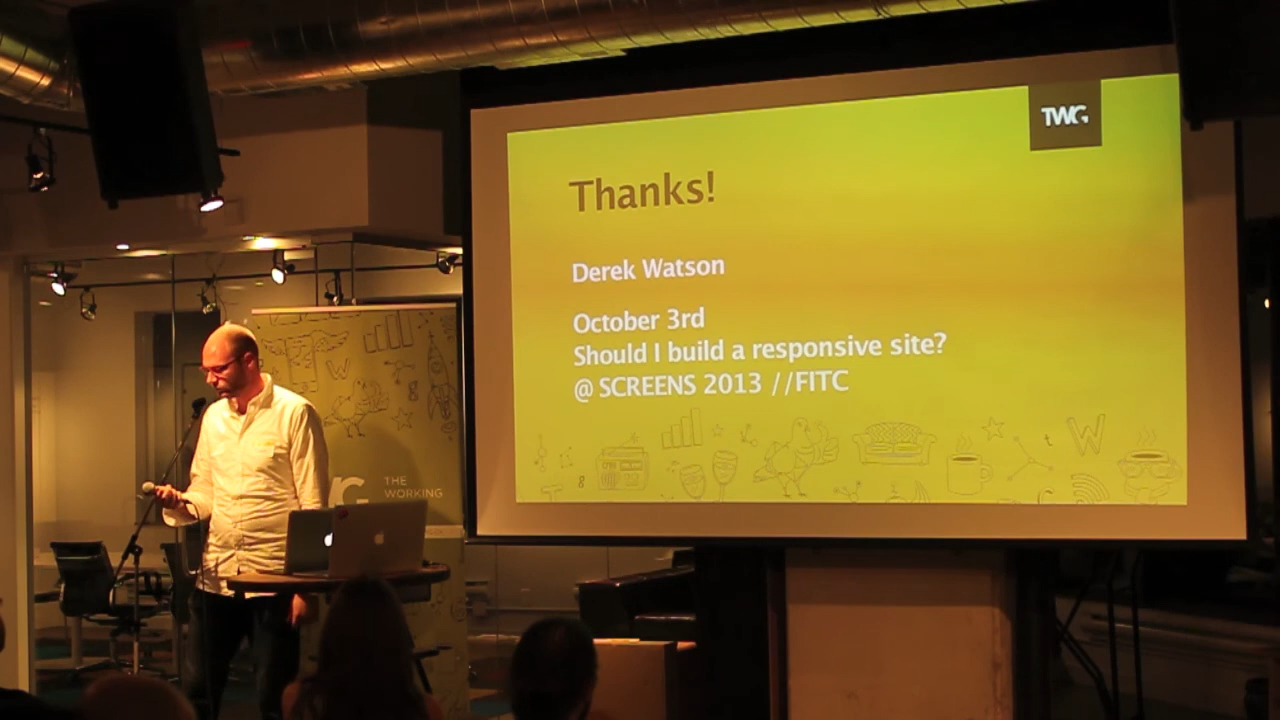 TWG
Thanks!
Derek Watson
October 3rd
Should I build a responsive site?
@ SCREENS 2013 //FITC
W
THE
WORKING